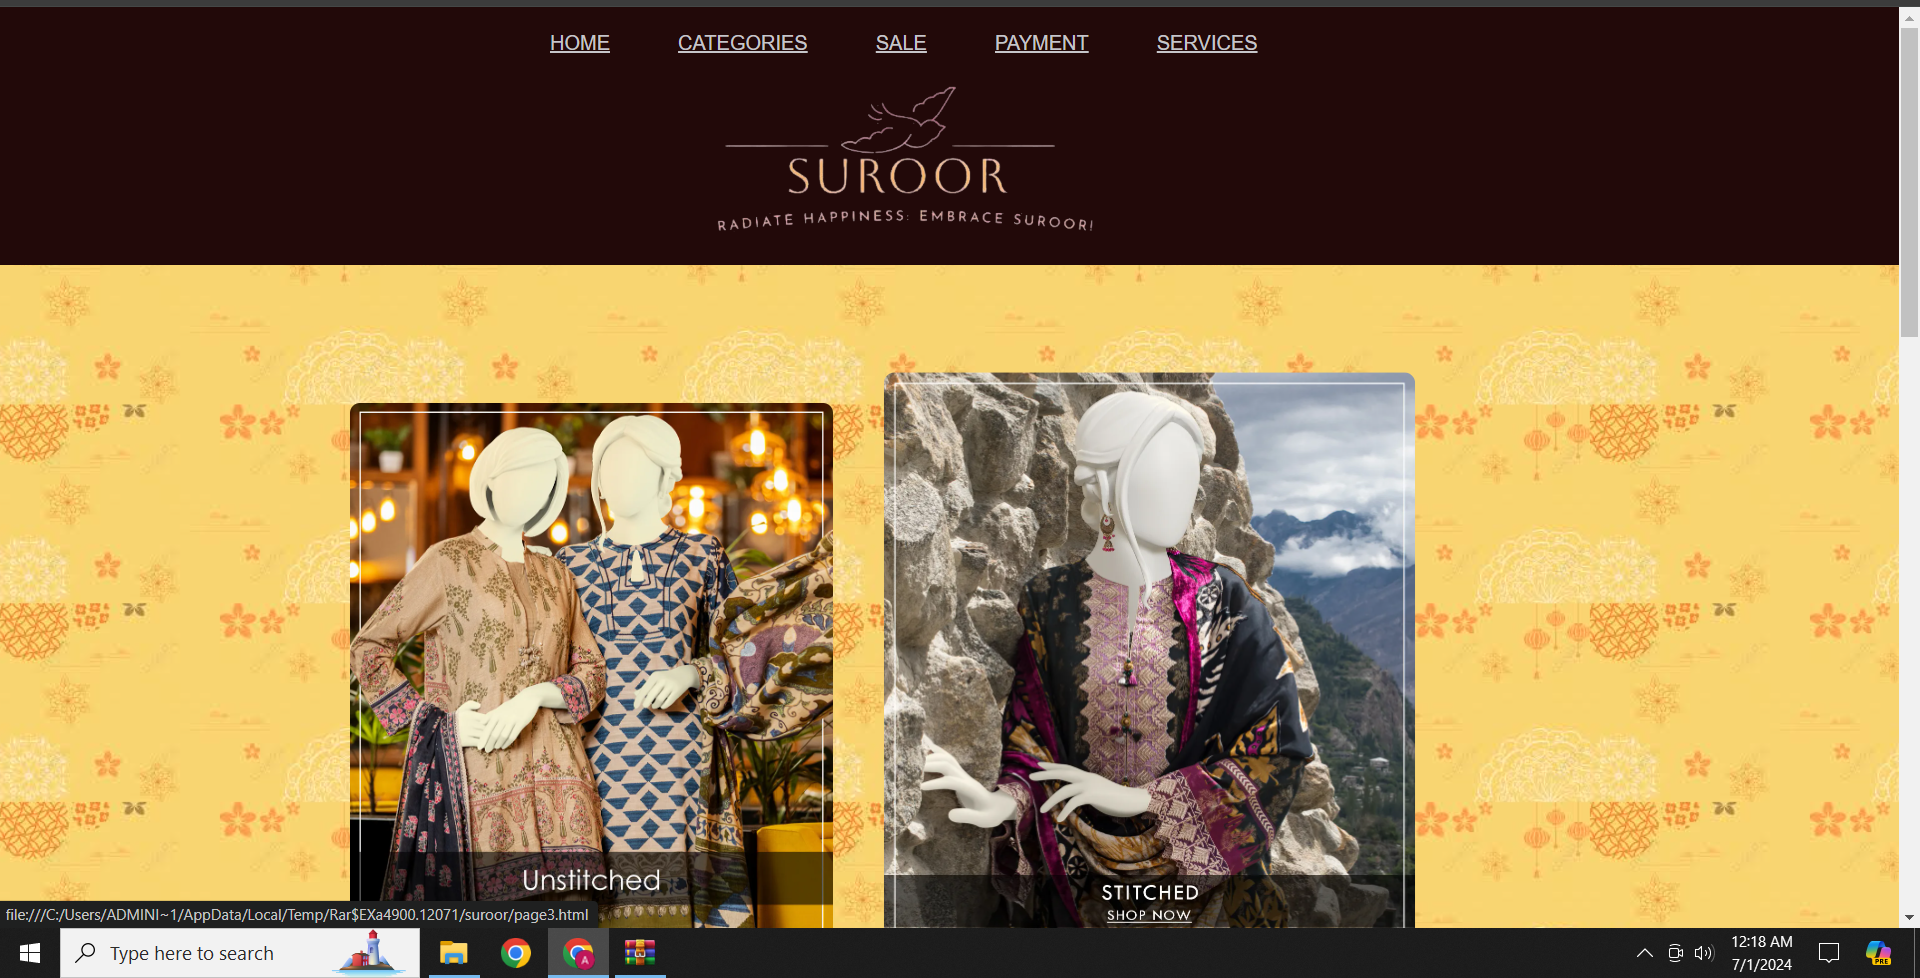 HOME CATEGORIES SALE PAYMENT SERVICES
SUROOR
RADIATE HAPPINESS: EMBRACE SUROOR!
Unstitched
STITCHED
SHOP NOW
file:///C:/Users/ADMINI~1/AppData/Local/Temp/Rar$EXa4900.12071/suroor/page3.html
Type here to search
A
12:18 AM
7/1/2024
PRE